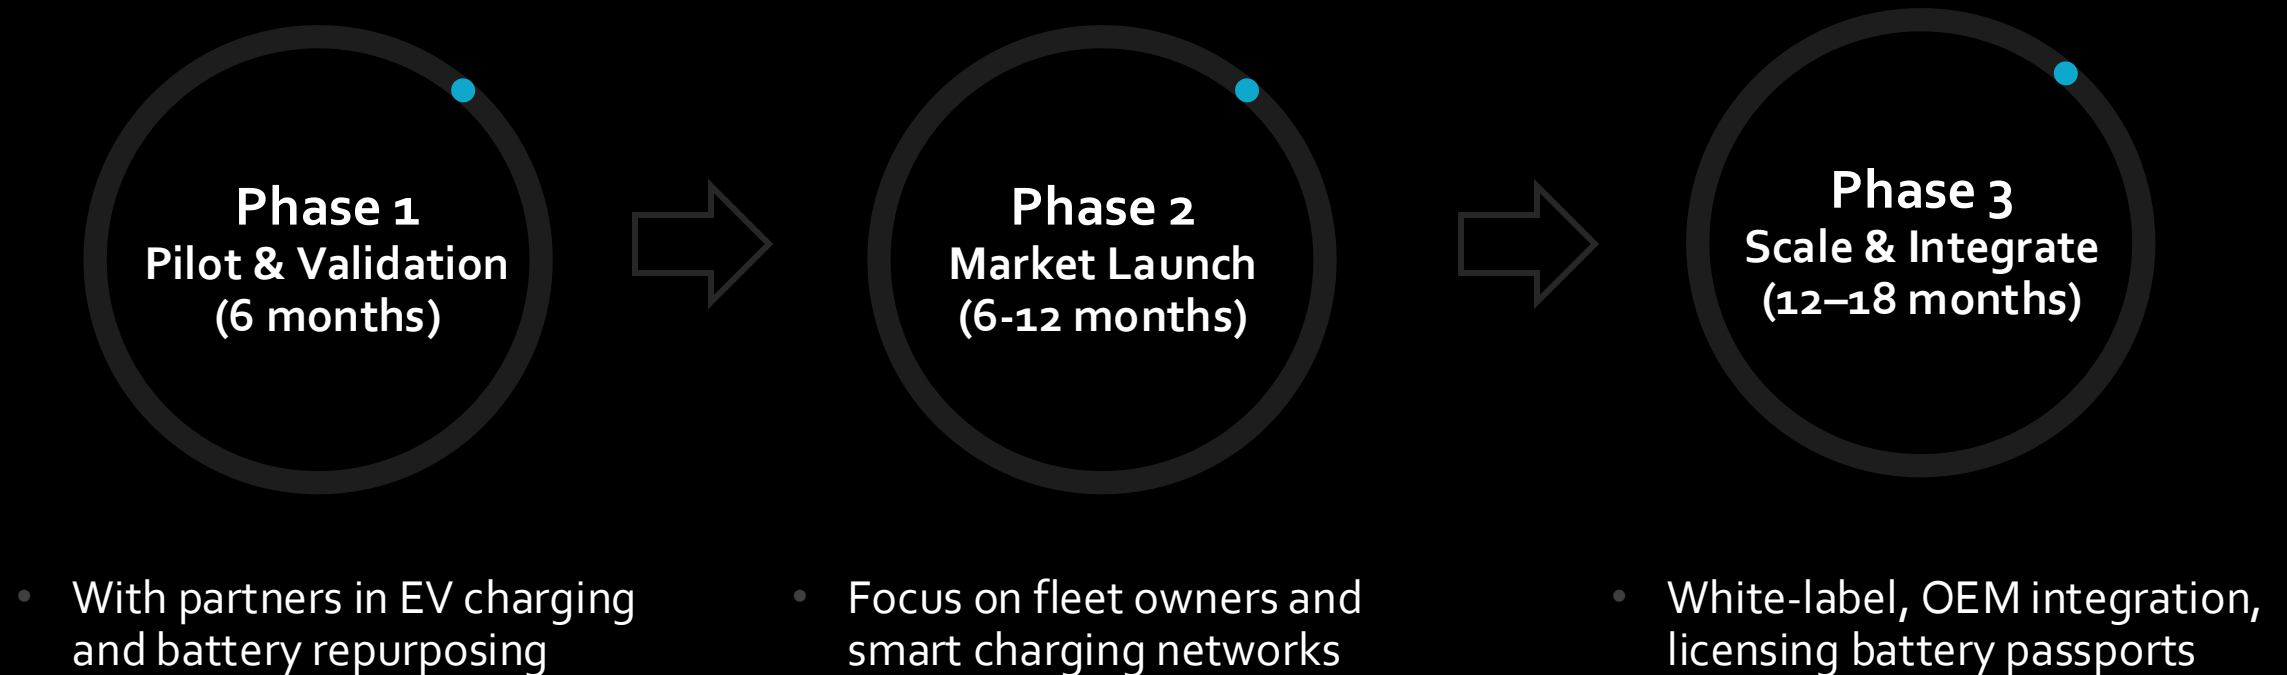 Phase 1
Pilot & Validation
(6 months)
Phase 2
Market Launch
(6-12 months)
Phase 3
Scale & Integrate
(12–18 months)
• With partners in EV charging
and battery repurposing
• Focus on fleet owners and
smart charging networks
• White-label, OEM integration,
licensing battery passports